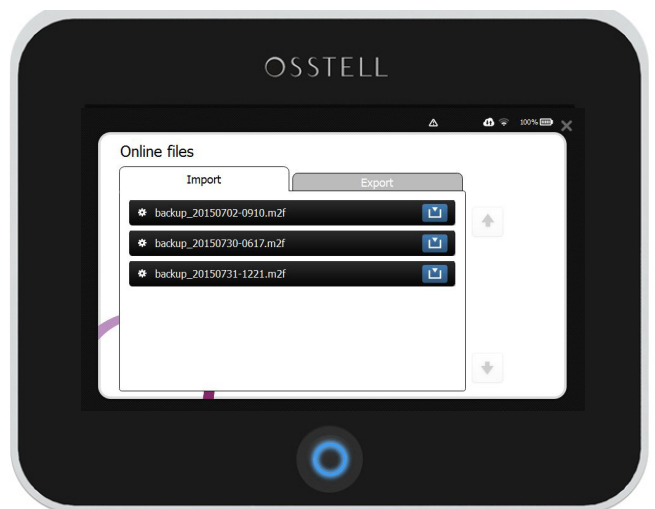 OSSTELL
100%
Online files
Import
Export
backup_20150702-0910.m2f
backup_20150730-0617.m2f
backup_20150731-1221.m2f